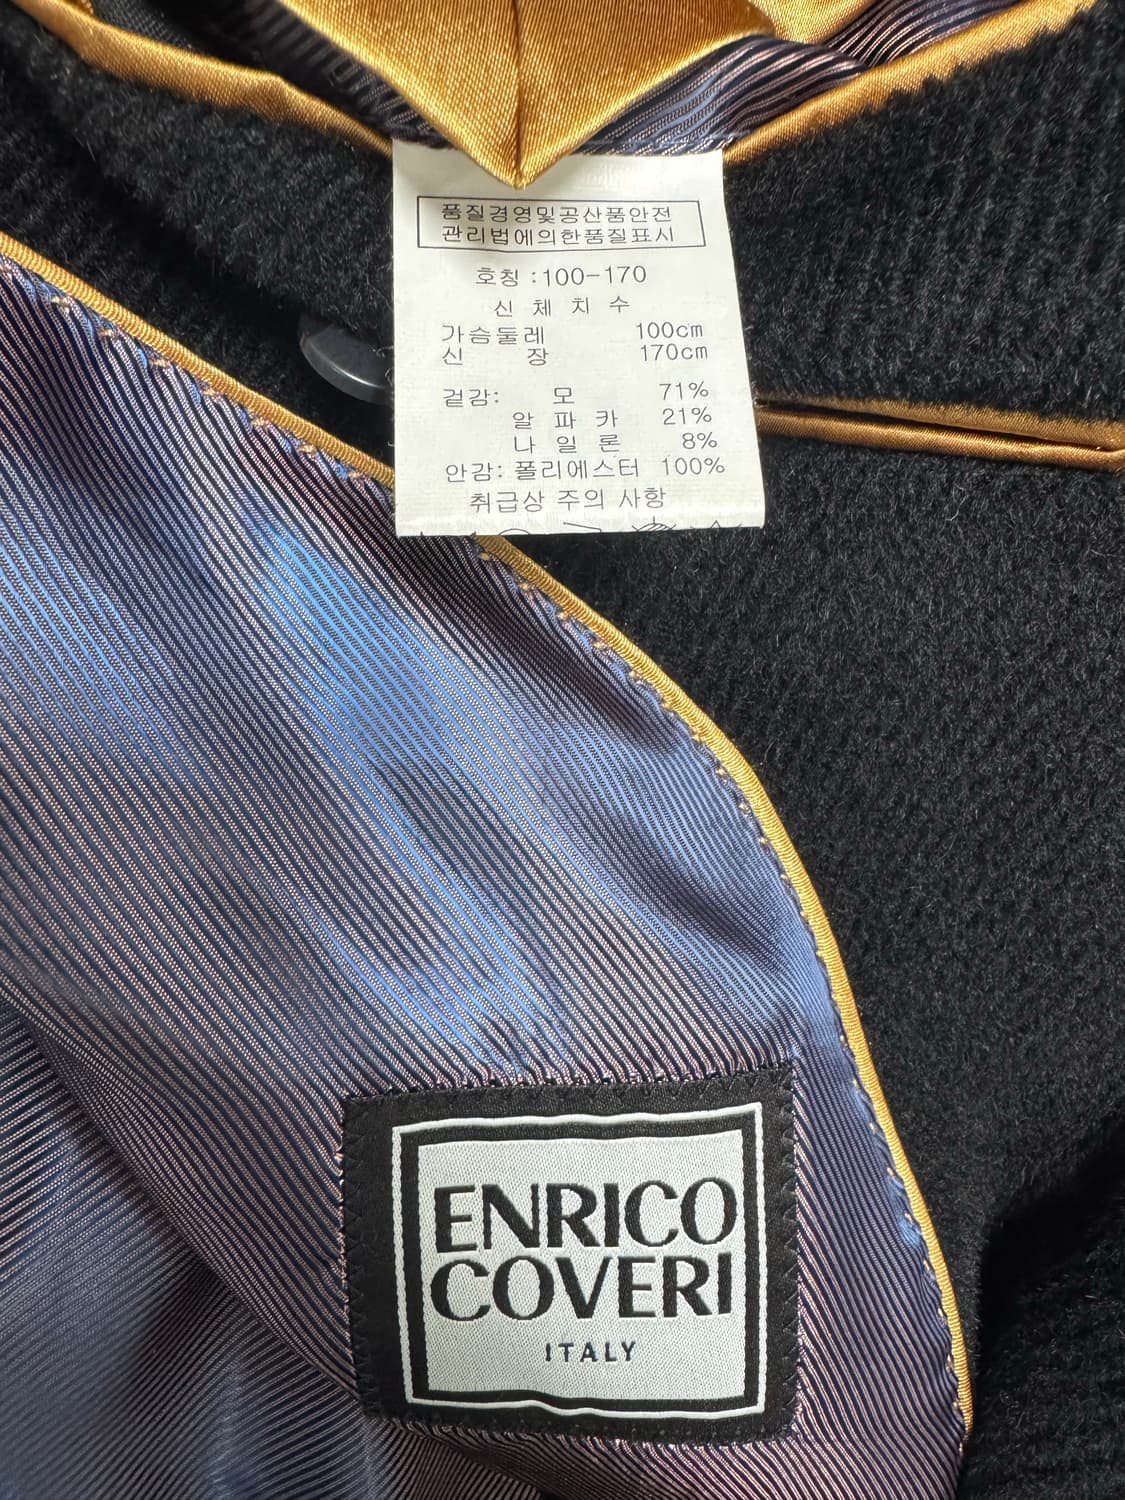 품질경영및공산품안전
관리법에의한품질표시
호칭 : 100-170
신 체 치 수
가슴둘레 100cm
신 장 170cm
겉감: 모 71%
알 파 카 21%
나 일 론 8%
안감: 폴리에스터 100%
취급상 주의 사항
ENRICO
COVERI
ITALY